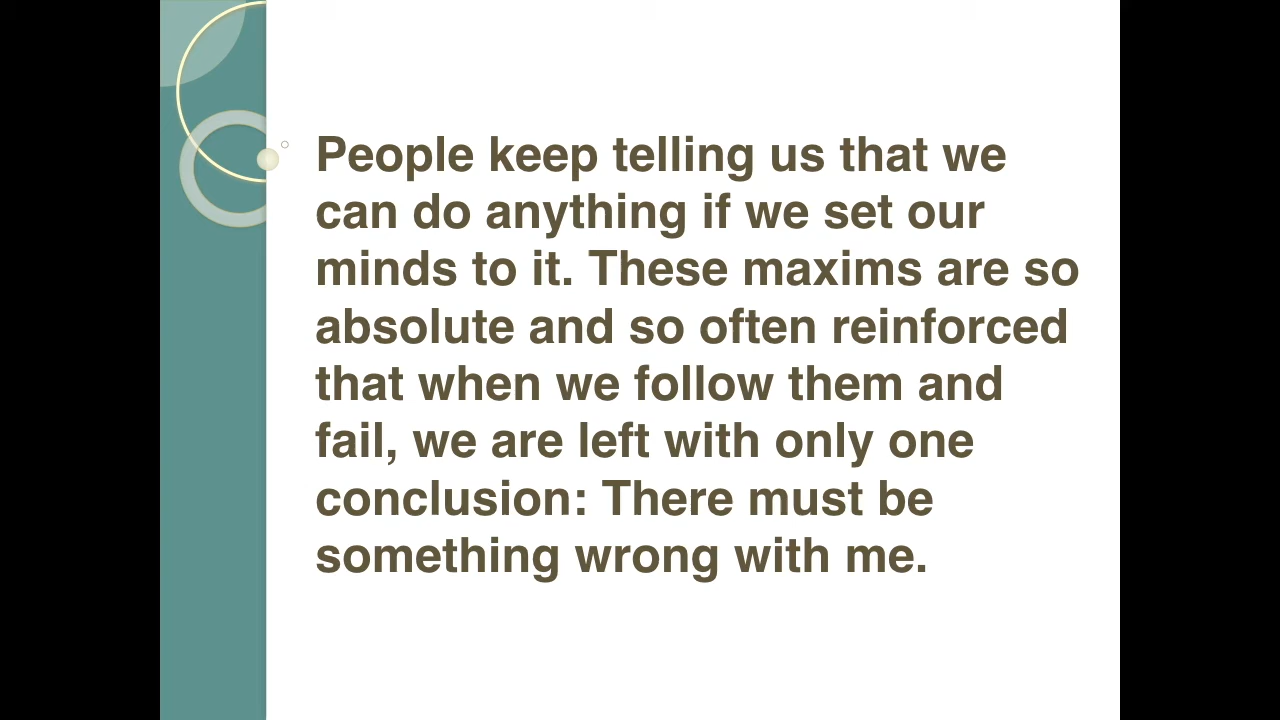 People keep telling us that we
can do anything if we set our
minds to it. These maxims are so
absolute and so often reinforced
that when we follow them and
fail, we are left with only one
conclusion: There must be
something wrong with me.